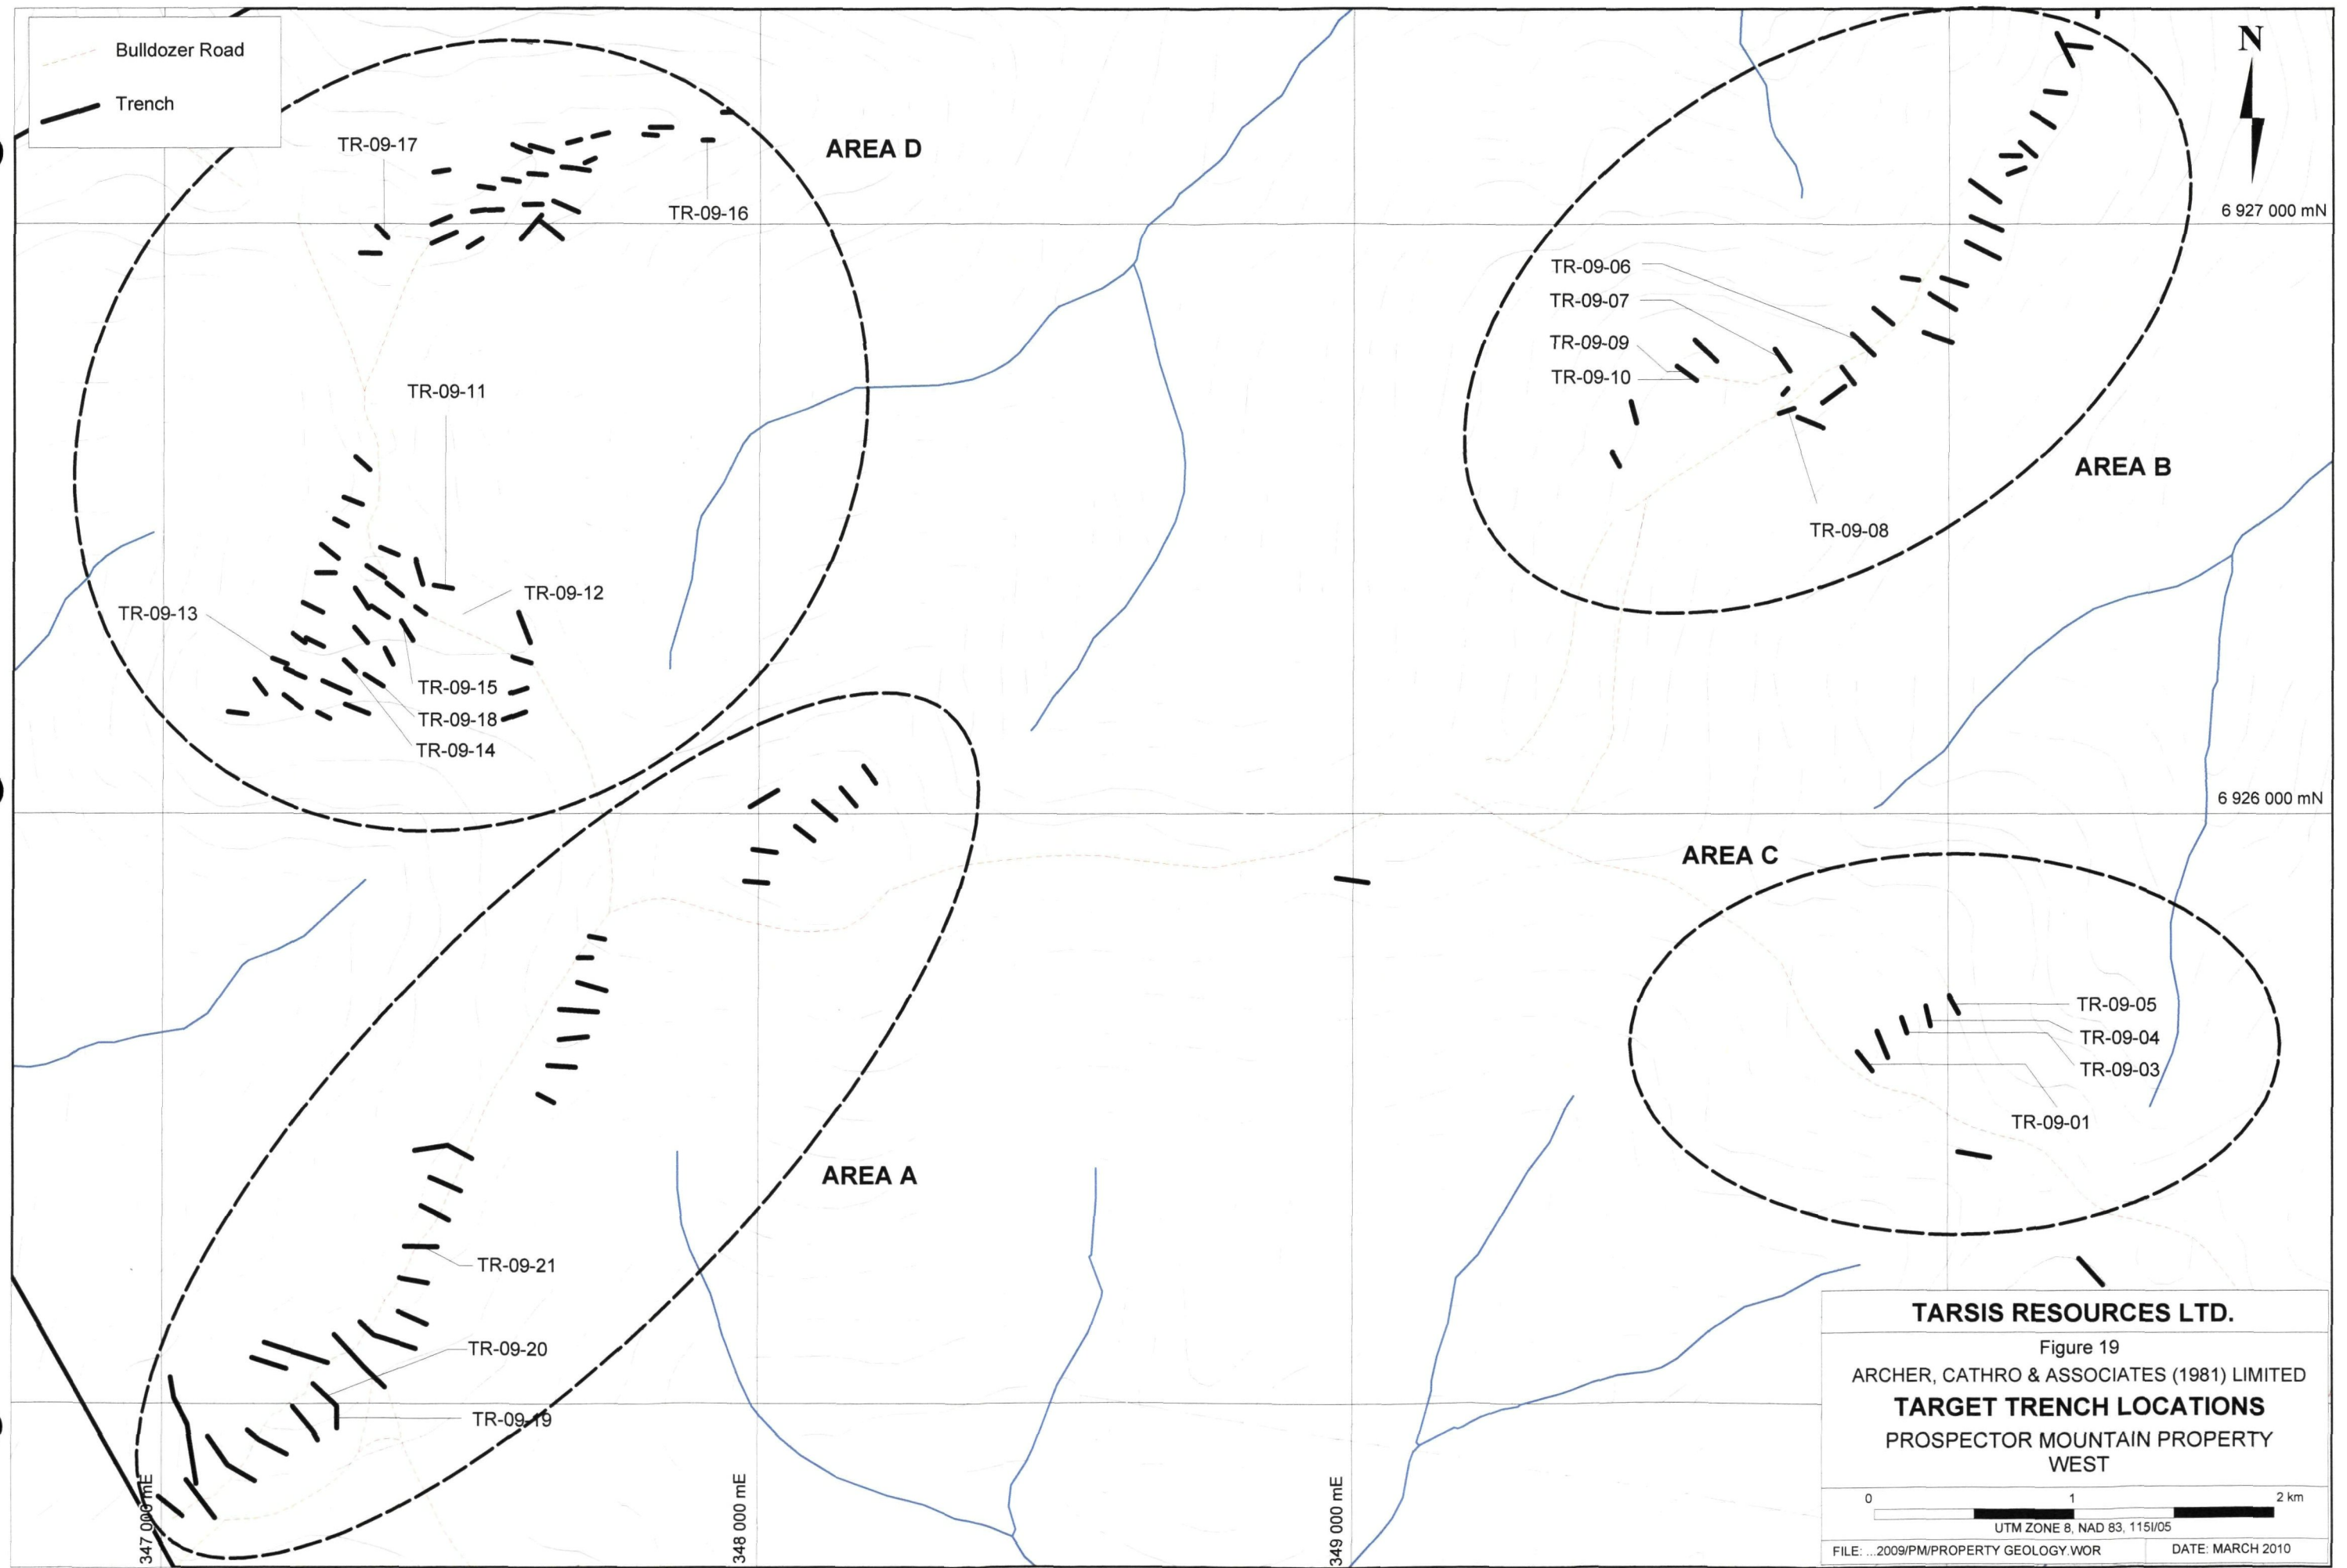 Bulldozer Road
Trench
N
TR-09-17
AREA D
TR-09-16
6 927 000 mN
TR-09-06
TR-09-07
TR-09-09
TR-09-10
TR-09-11
AREA B
TR-09-08
TR-09-12
TR-09-13
TR-09-15
TR-09-18
TR-09-14
6 926 000 mN
AREA C
TR-09-05
TR-09-04
TR-09-03
TR-09-01
AREA A
TR-09-21
TR-09-20
TR-09-19
347 000 mE
348 000 mE
349 000 mE
TARSIS RESOURCES LTD.
Figure 19
ARCHER, CATHRO & ASSOCIATES (1981) LIMITED
TARGET TRENCH LOCATIONS
PROSPECTOR MOUNTAIN PROPERTY
WEST
0 1 2 km
UTM ZONE 8, NAD 83, 115I/05
FILE: ...2009/PM/PROPERTY GEOLOGY.WOR
DATE: MARCH 2010